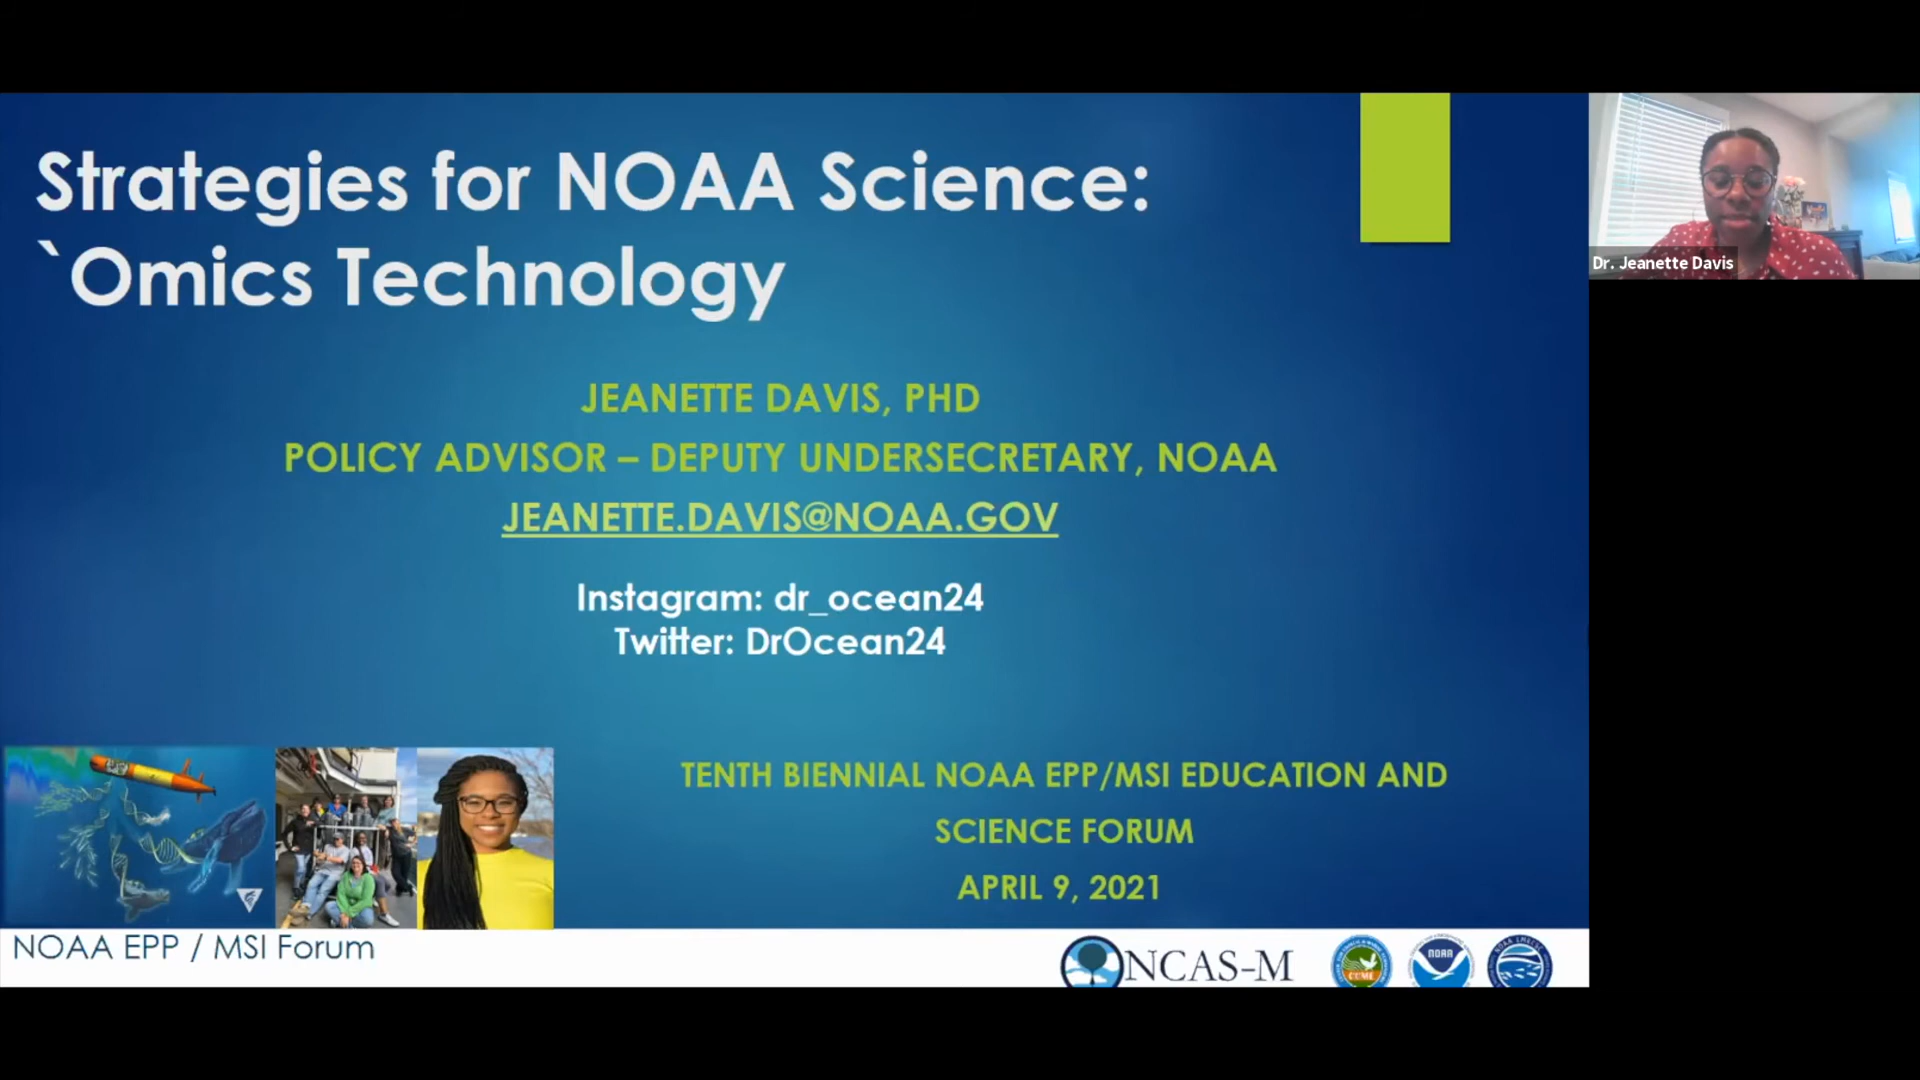 Strategies for NOAA Science:
`Omics Technology
JEANETTE DAVIS, PHD
POLICY ADVISOR – DEPUTY UNDERSECRETARY, NOAA
JEANETTE.DAVIS@NOAA.GOV
Instagram: dr_ocean24
Twitter: DrOcean24
TENTH BIENNIAL NOAA EPP/MSI EDUCATION AND
SCIENCE FORUM
APRIL 9, 2021
NOAA EPP / MSI Forum
NCAS-M
CCME
NOAA
Dr. Jeanette Davis